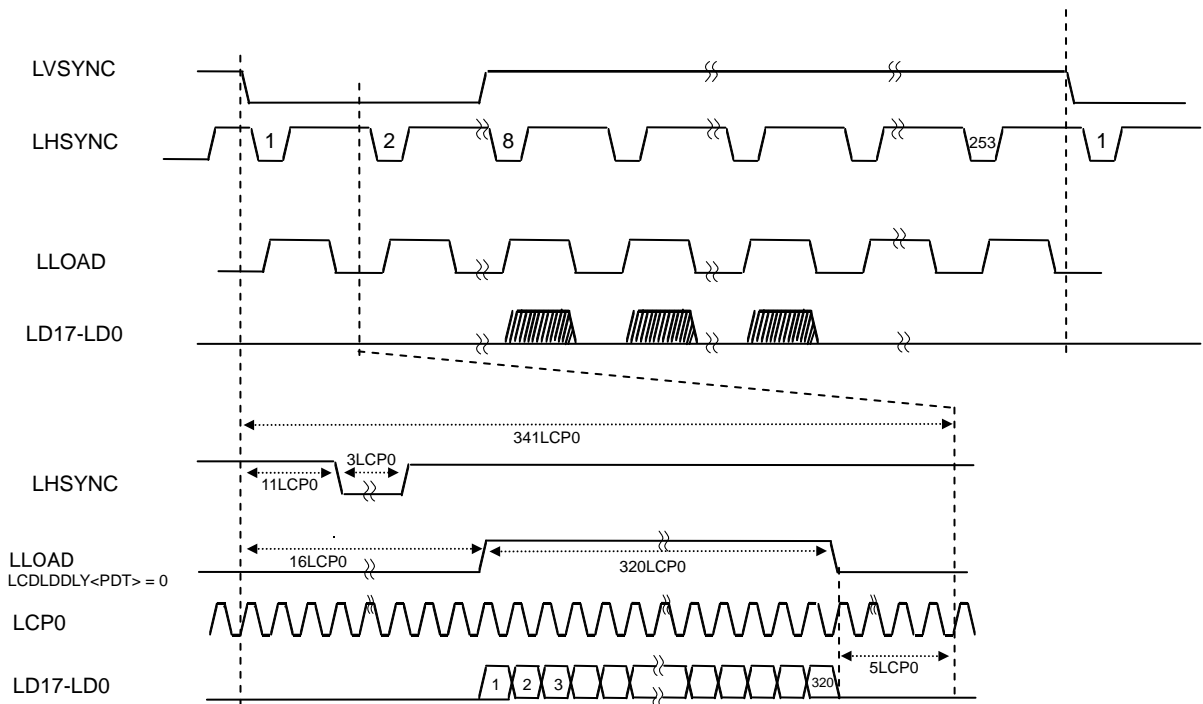 LVSYNC
LHSYNC
1
2
8
253
1
LLOAD
LD17-LD0
341LCP0
LHSYNC
11LCP0
3LCP0
LLOAD
LCDLDDLY<PDT> = 0
16LCP0
320LCP0
LCP0
5LCP0
LD17-LD0
1
2
3
320